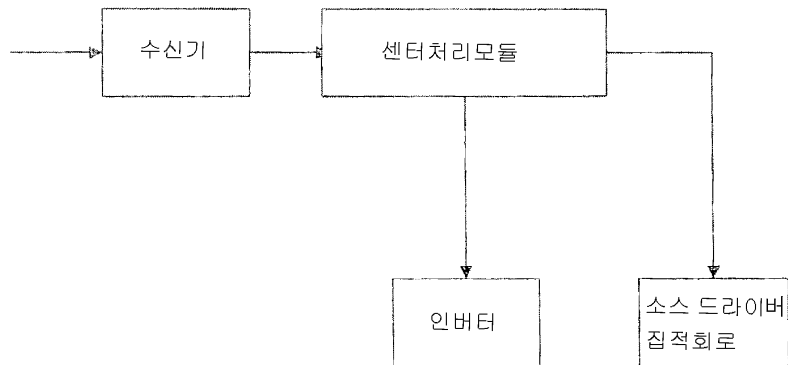 수신기
센터처리모듈
인버터
소스 드라이버
집적회로